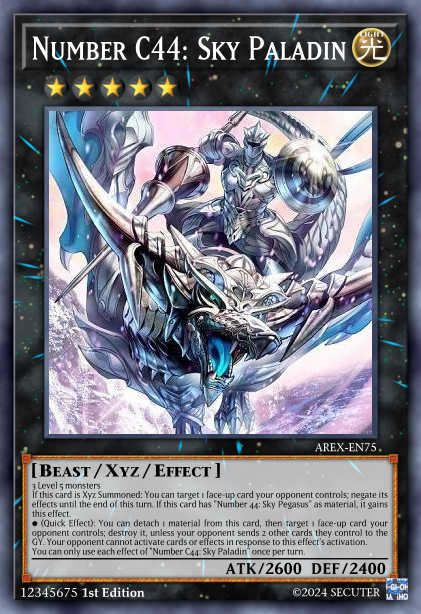 NUMBER C44: SKY PALADIN
LIGHT
光
AREX-EN75
[BEAST / XYZ / EFFECT]
3 Level 5 monsters
If this card is Xyz Summoned: You can target 1 face-up card your opponent controls; negate its
effects until the end of this turn. If this card has "Number 44: Sky Pegasus" as material, it gains
this effect.
● (Quick Effect): You can detach 1 material from this card, then target 1 face-up card your
opponent controls; destroy it, unless your opponent sends 2 other cards they control to the
GY. Your opponent cannot activate cards or effects in response to this effect's activation.
You can only use each effect of "Number C44: Sky Paladin" once per turn.
ATK/2600 DEF/2400
12345675 1st Edition
©2024 SECUTER